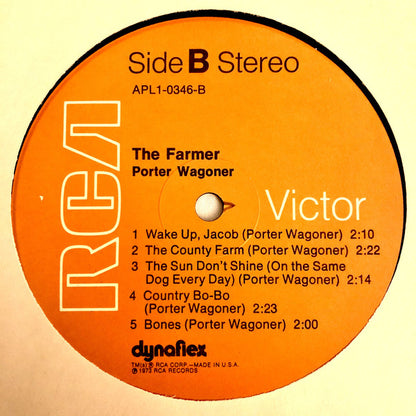 Side B Stereo
APL1-0346-B
RCA
The Farmer
Porter Wagoner
Victor
1 Wake Up, Jacob (Porter Wagoner) 2:10
2 The County Farm (Porter Wagoner) 2:22
3 The Sun Don't Shine (On the Same
Dog Every Day) (Porter Wagoner) 2:14
4 Country Bo-Bo
(Porter Wagoner) 2:23
5 Bones (Porter Wagoner) 2:00
dynaflex
TM(s) ® RCA CORP.—MADE IN U.S.A.
℗ 1973 RCA RECORDS